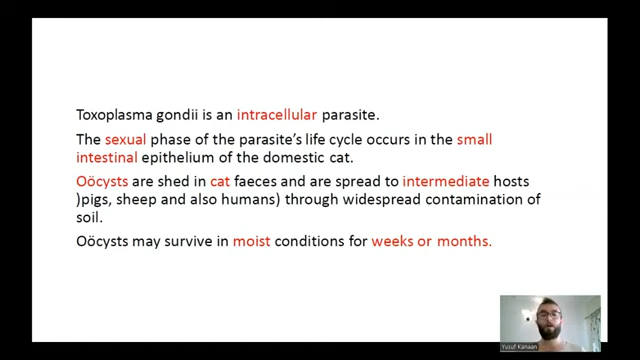 Toxoplasma gondii is an intracellular parasite.
The sexual phase of the parasite's life cycle occurs in the small
intestinal epithelium of the domestic cat.
Oöcysts are shed in cat faeces and are spread to intermediate hosts
)pigs, sheep and also humans) through widespread contamination of
soil.
Oöcysts may survive in moist conditions for weeks or months.
Yusuf Kanaan